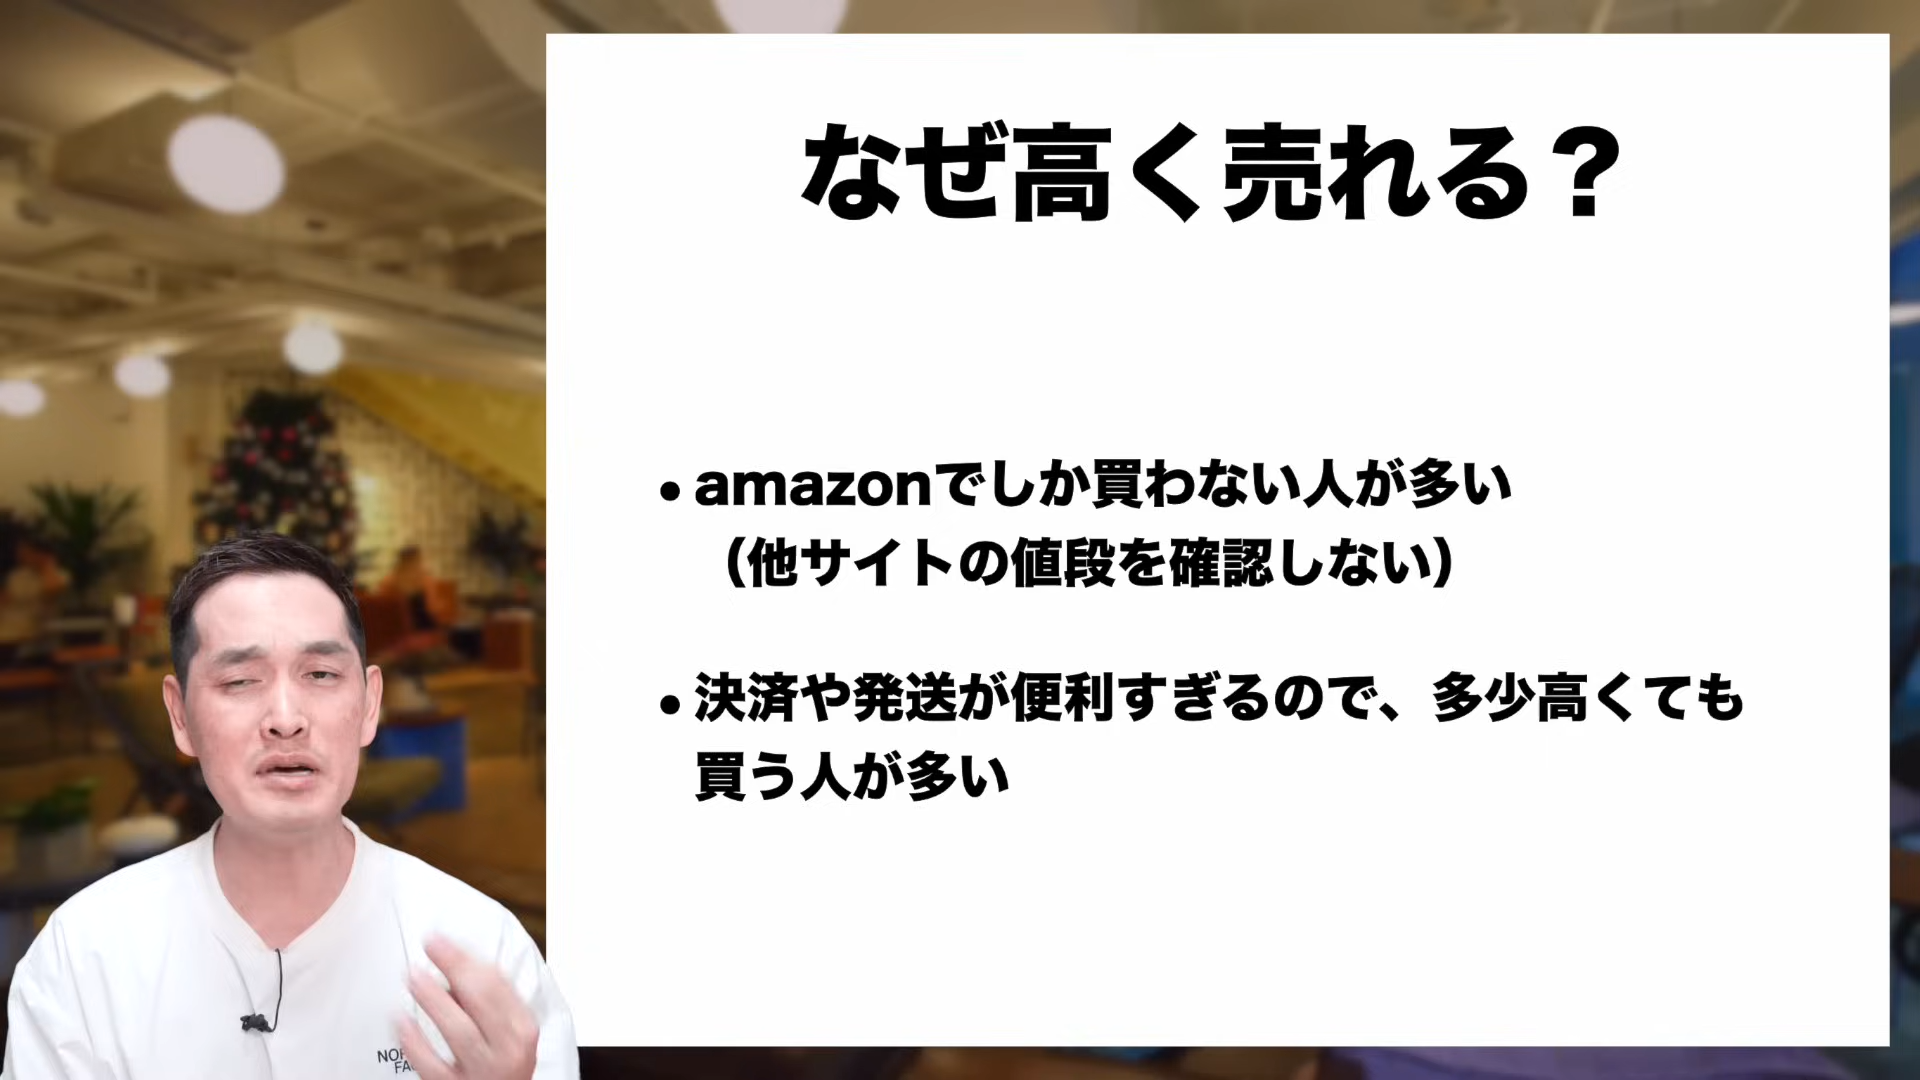 なぜ高く売れる？
•amazonでしか買わない人が多い
（他サイトの値段を確認しない）
•決済や発送が便利すぎるので、多少高くても
買う人が多い